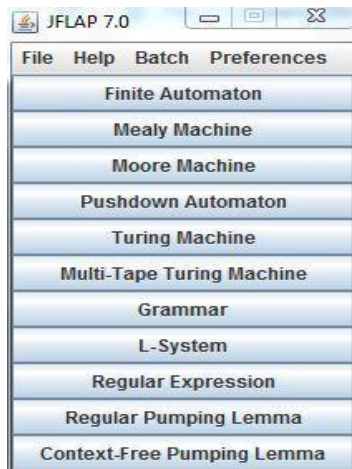 JFLAP 7.0
File Help Batch Preferences
Finite Automaton
Mealy Machine
Moore Machine
Pushdown Automaton
Turing Machine
Multi-Tape Turing Machine
Grammar
L-System
Regular Expression
Regular Pumping Lemma
Context-Free Pumping Lemma